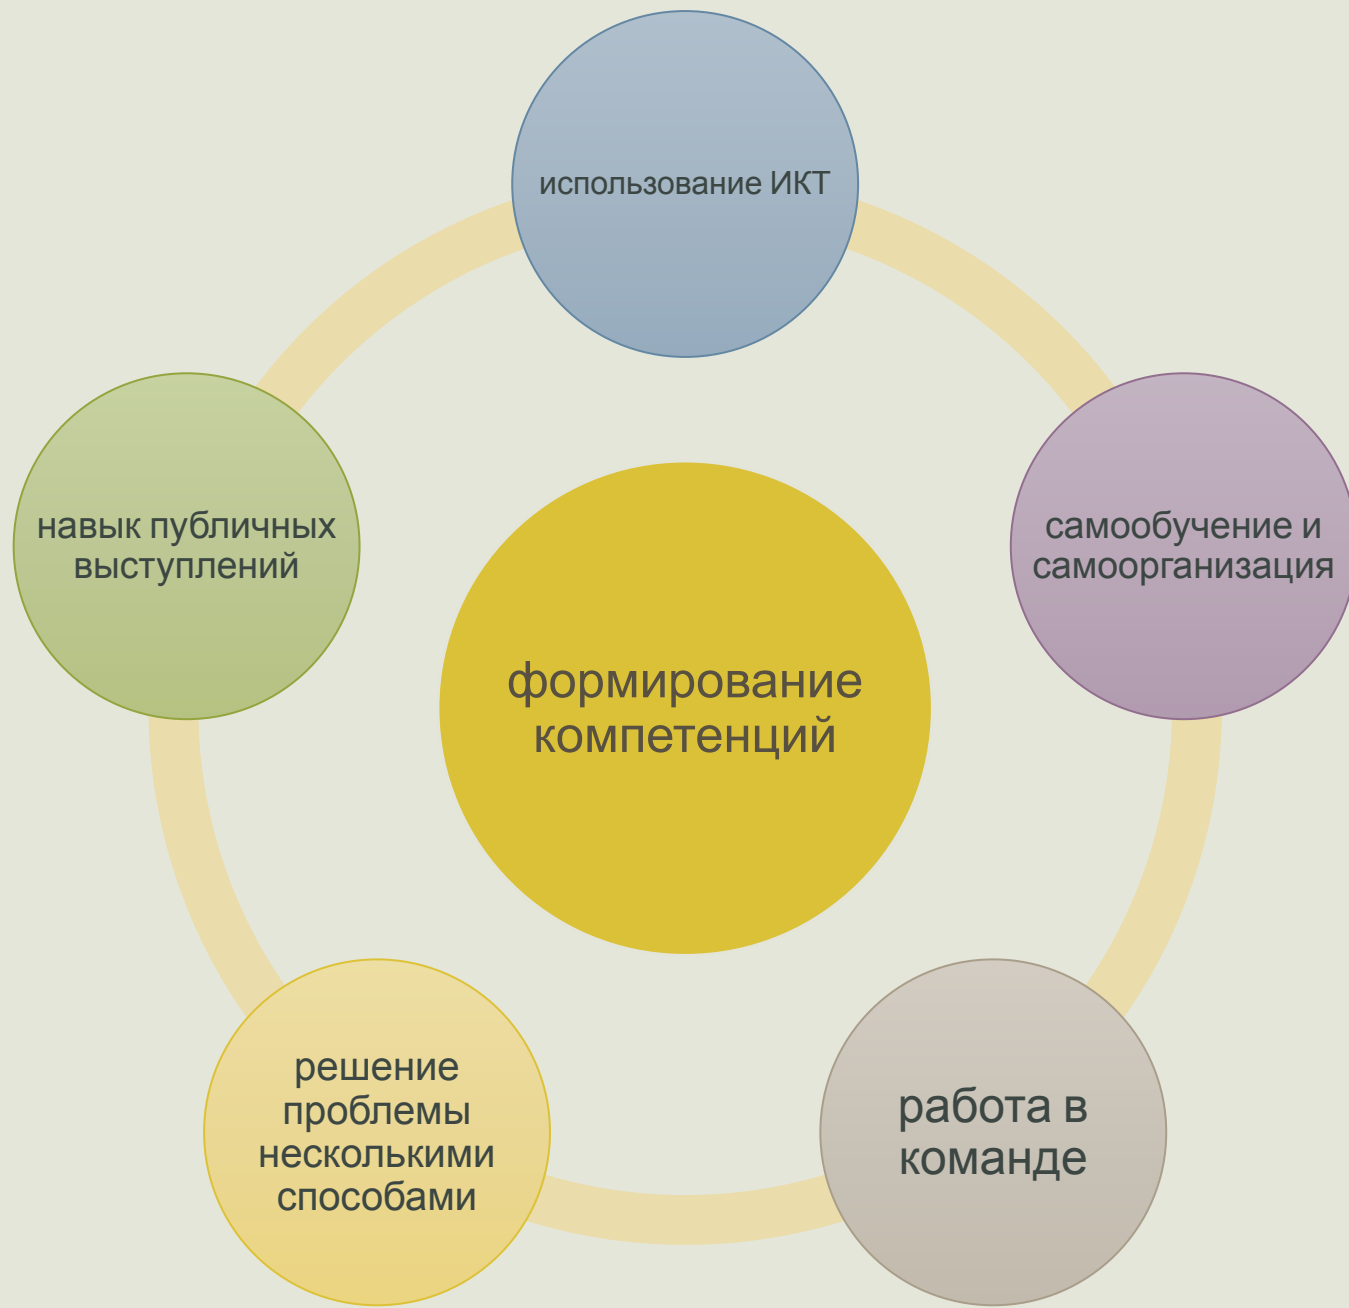 использование ИКТ
самообучение и
самоорганизация
работа в
команде
решение
проблемы
несколькими
способами
навык публичных
выступлений
формирование
компетенций